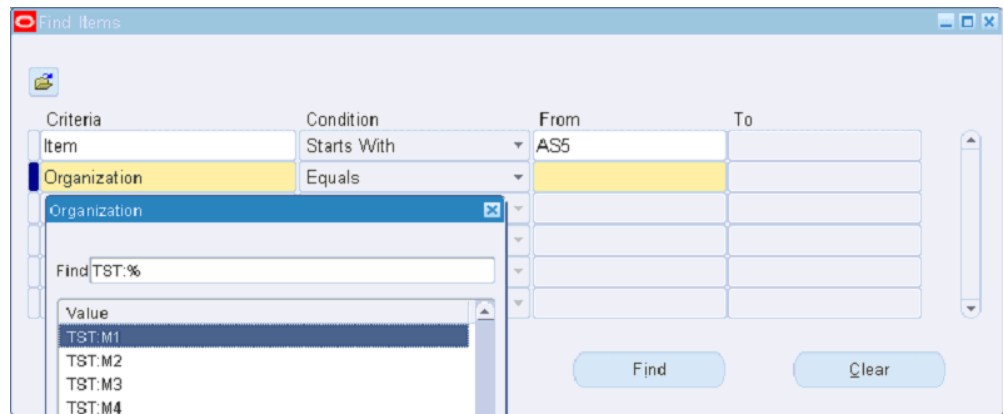 Find Items
Criteria Condition From To
Item Starts With AS5
Organization Equals
Organization
Find TST:%
Value
TST:M1
TST:M2
TST:M3
TST:M4
Find Clear